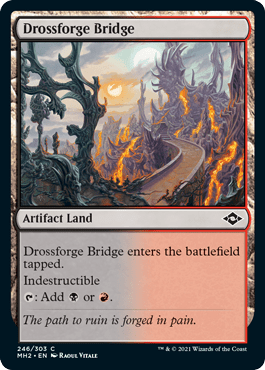 Drossforge Bridge
Artifact Land
Drossforge Bridge enters the battlefield
tapped.
Indestructible
: Add or .
The path to ruin is forged in pain.
246/303 C
MH2 • EN Raoul Vitale
™ & © 2021 Wizards of the Coast